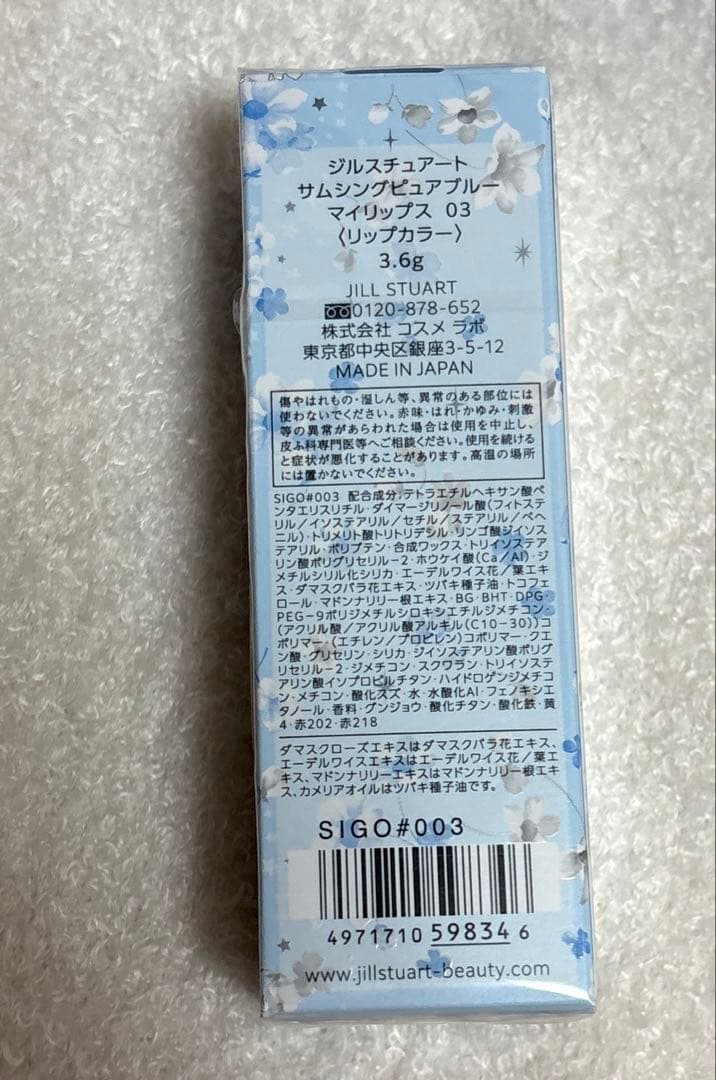 ジルスチュアート
サムシングピュアブルー
マイリップス 03
〈リップカラー〉
3.6g
JILL STUART
0120-878-652
株式会社 コスメ ラボ
東京都中央区銀座3-5-12
MADE IN JAPAN
傷やはれもの・湿しん等、異常のある部位には
使わないでください。赤味・はれ・かゆみ・刺激
等の異常があらわれた場合は使用を中止し、
皮ふ科専門医等へご相談ください。使用を続ける
と症状が悪化することがあります。高温の場所
には置かないでください。
SIGO#003 配合成分:テトラエチルヘキサン酸ペ
ンタエリスリチル・ダイマージリノール酸(フィトステ
リル/イソステアリル/セチル/ステアリル/ベヘ
ニル)・トリメリト酸トリトリデシル・リンゴ酸ジイソス
テアリル・ポリブテン・合成ワックス・トリイソステア
リン酸ポリグリセリル-2・ホウケイ酸(Ca/Al)・ジ
メチルシリル化シリカ・エーデルワイス花/葉エキ
ス・ダマスクバラ花エキス・ツバキ種子油・トコフェ
ロール・マドンナリリー根エキス・BG・BHT・DPG・
PEG-9ポリジメチルシロキシエチルジメチコン・
(アクリル酸/アクリル酸アルキル(C10-30))コ
ポリマー・(エチレン/プロピレン)コポリマー・クエ
ン酸・グリセリン・シリカ・ジイソステアリン酸ポリグ
リセリル-2・ジメチコン・スクワラン・トリイソステ
アリン酸イソプロピルチタン・ハイドロゲンジメチコ
ン・メチコン・酸化スズ・水・水酸化Al・フェノキシエ
タノール・香料・グンジョウ・酸化チタン・酸化鉄・黄
4・赤202・赤218
ダマスクローズエキスはダマスクバラ花エキス、
エーデルワイスエキスはエーデルワイス花/葉エ
キス、マドンナリリーエキスはマドンナリリー根エキ
ス、カメリアオイルはツバキ種子油です。
SIGO#003
4971710 59834 6
www.jillstuart-beauty.com